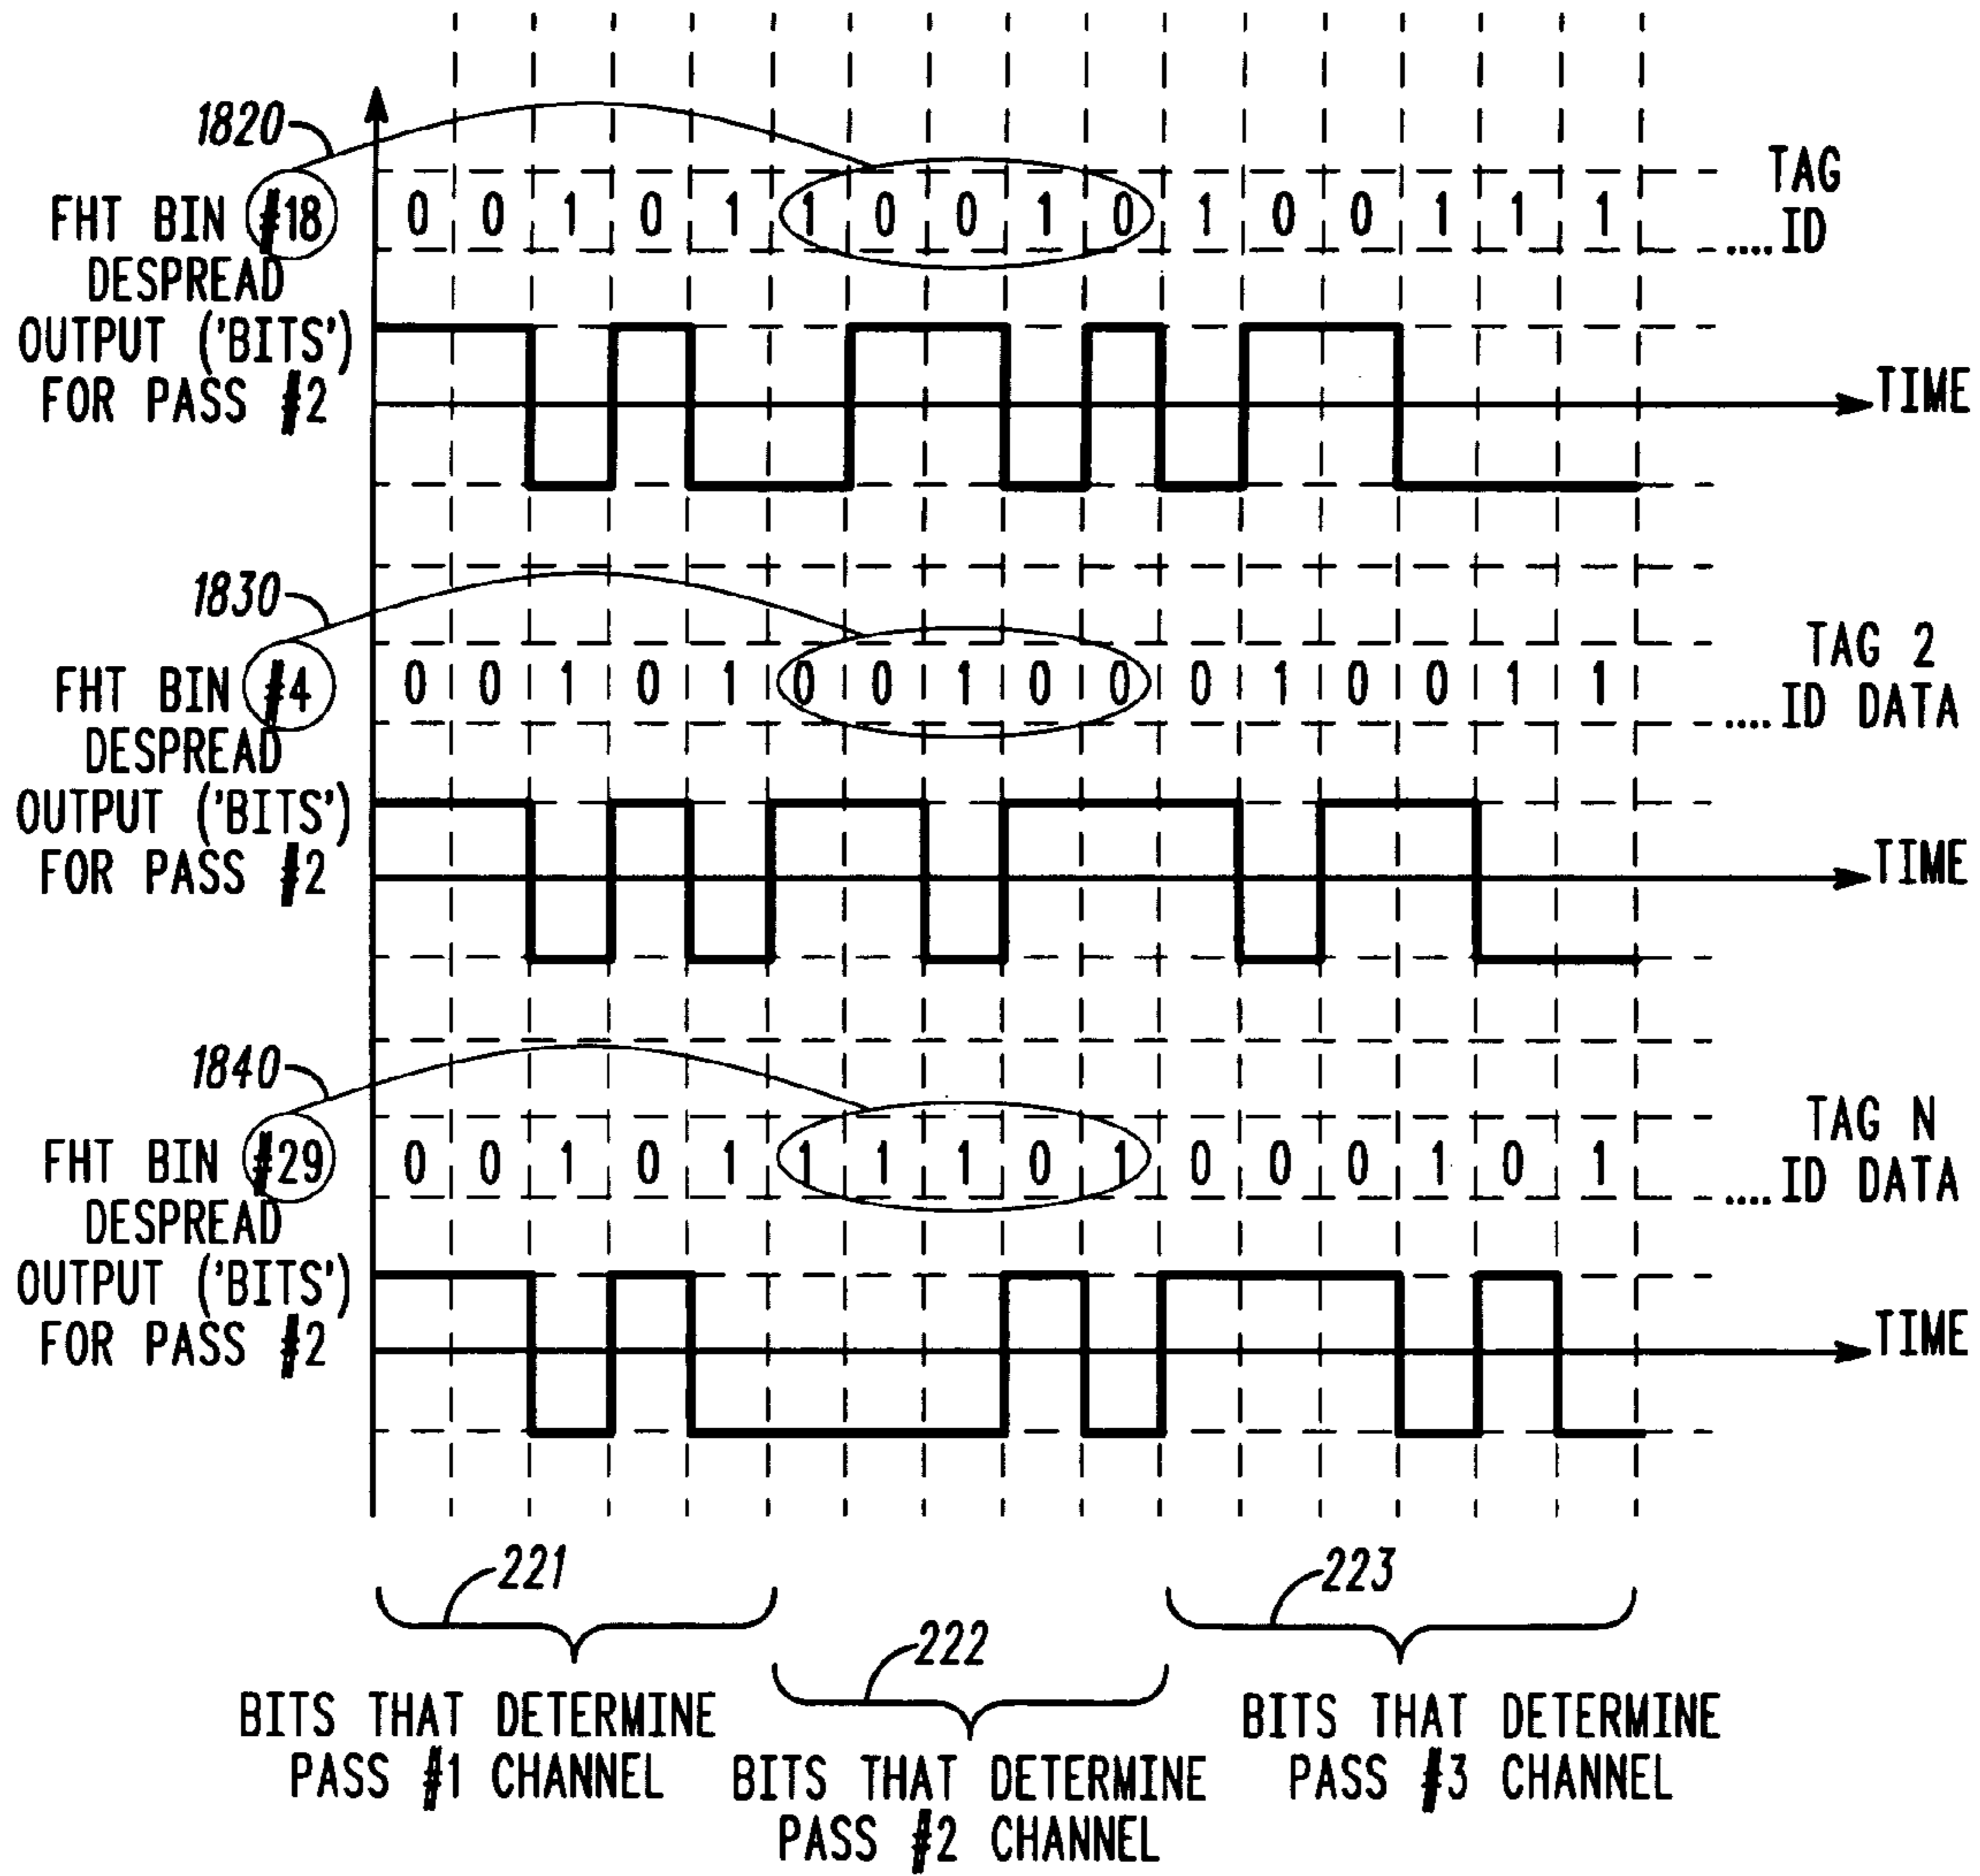 1820
FHT BIN #18
DESPREAD
OUTPUT ('BITS')
FOR PASS #2
0 0 1 0 1 1 0 0 1 0 1 0 0 1 1 1
TAG
.... ID
TIME
1830
FHT BIN #4
DESPREAD
OUTPUT ('BITS')
FOR PASS #2
0 0 1 0 1 0 0 1 0 0 0 1 0 0 1 1
TAG 2
.... ID DATA
TIME
1840
FHT BIN #29
DESPREAD
OUTPUT ('BITS')
FOR PASS #2
0 0 1 0 1 1 1 1 0 1 0 0 0 1 0 1
TAG N
.... ID DATA
TIME
221
BITS THAT DETERMINE
PASS #1 CHANNEL
222
BITS THAT DETERMINE
PASS #2 CHANNEL
223
BITS THAT DETERMINE
PASS #3 CHANNEL